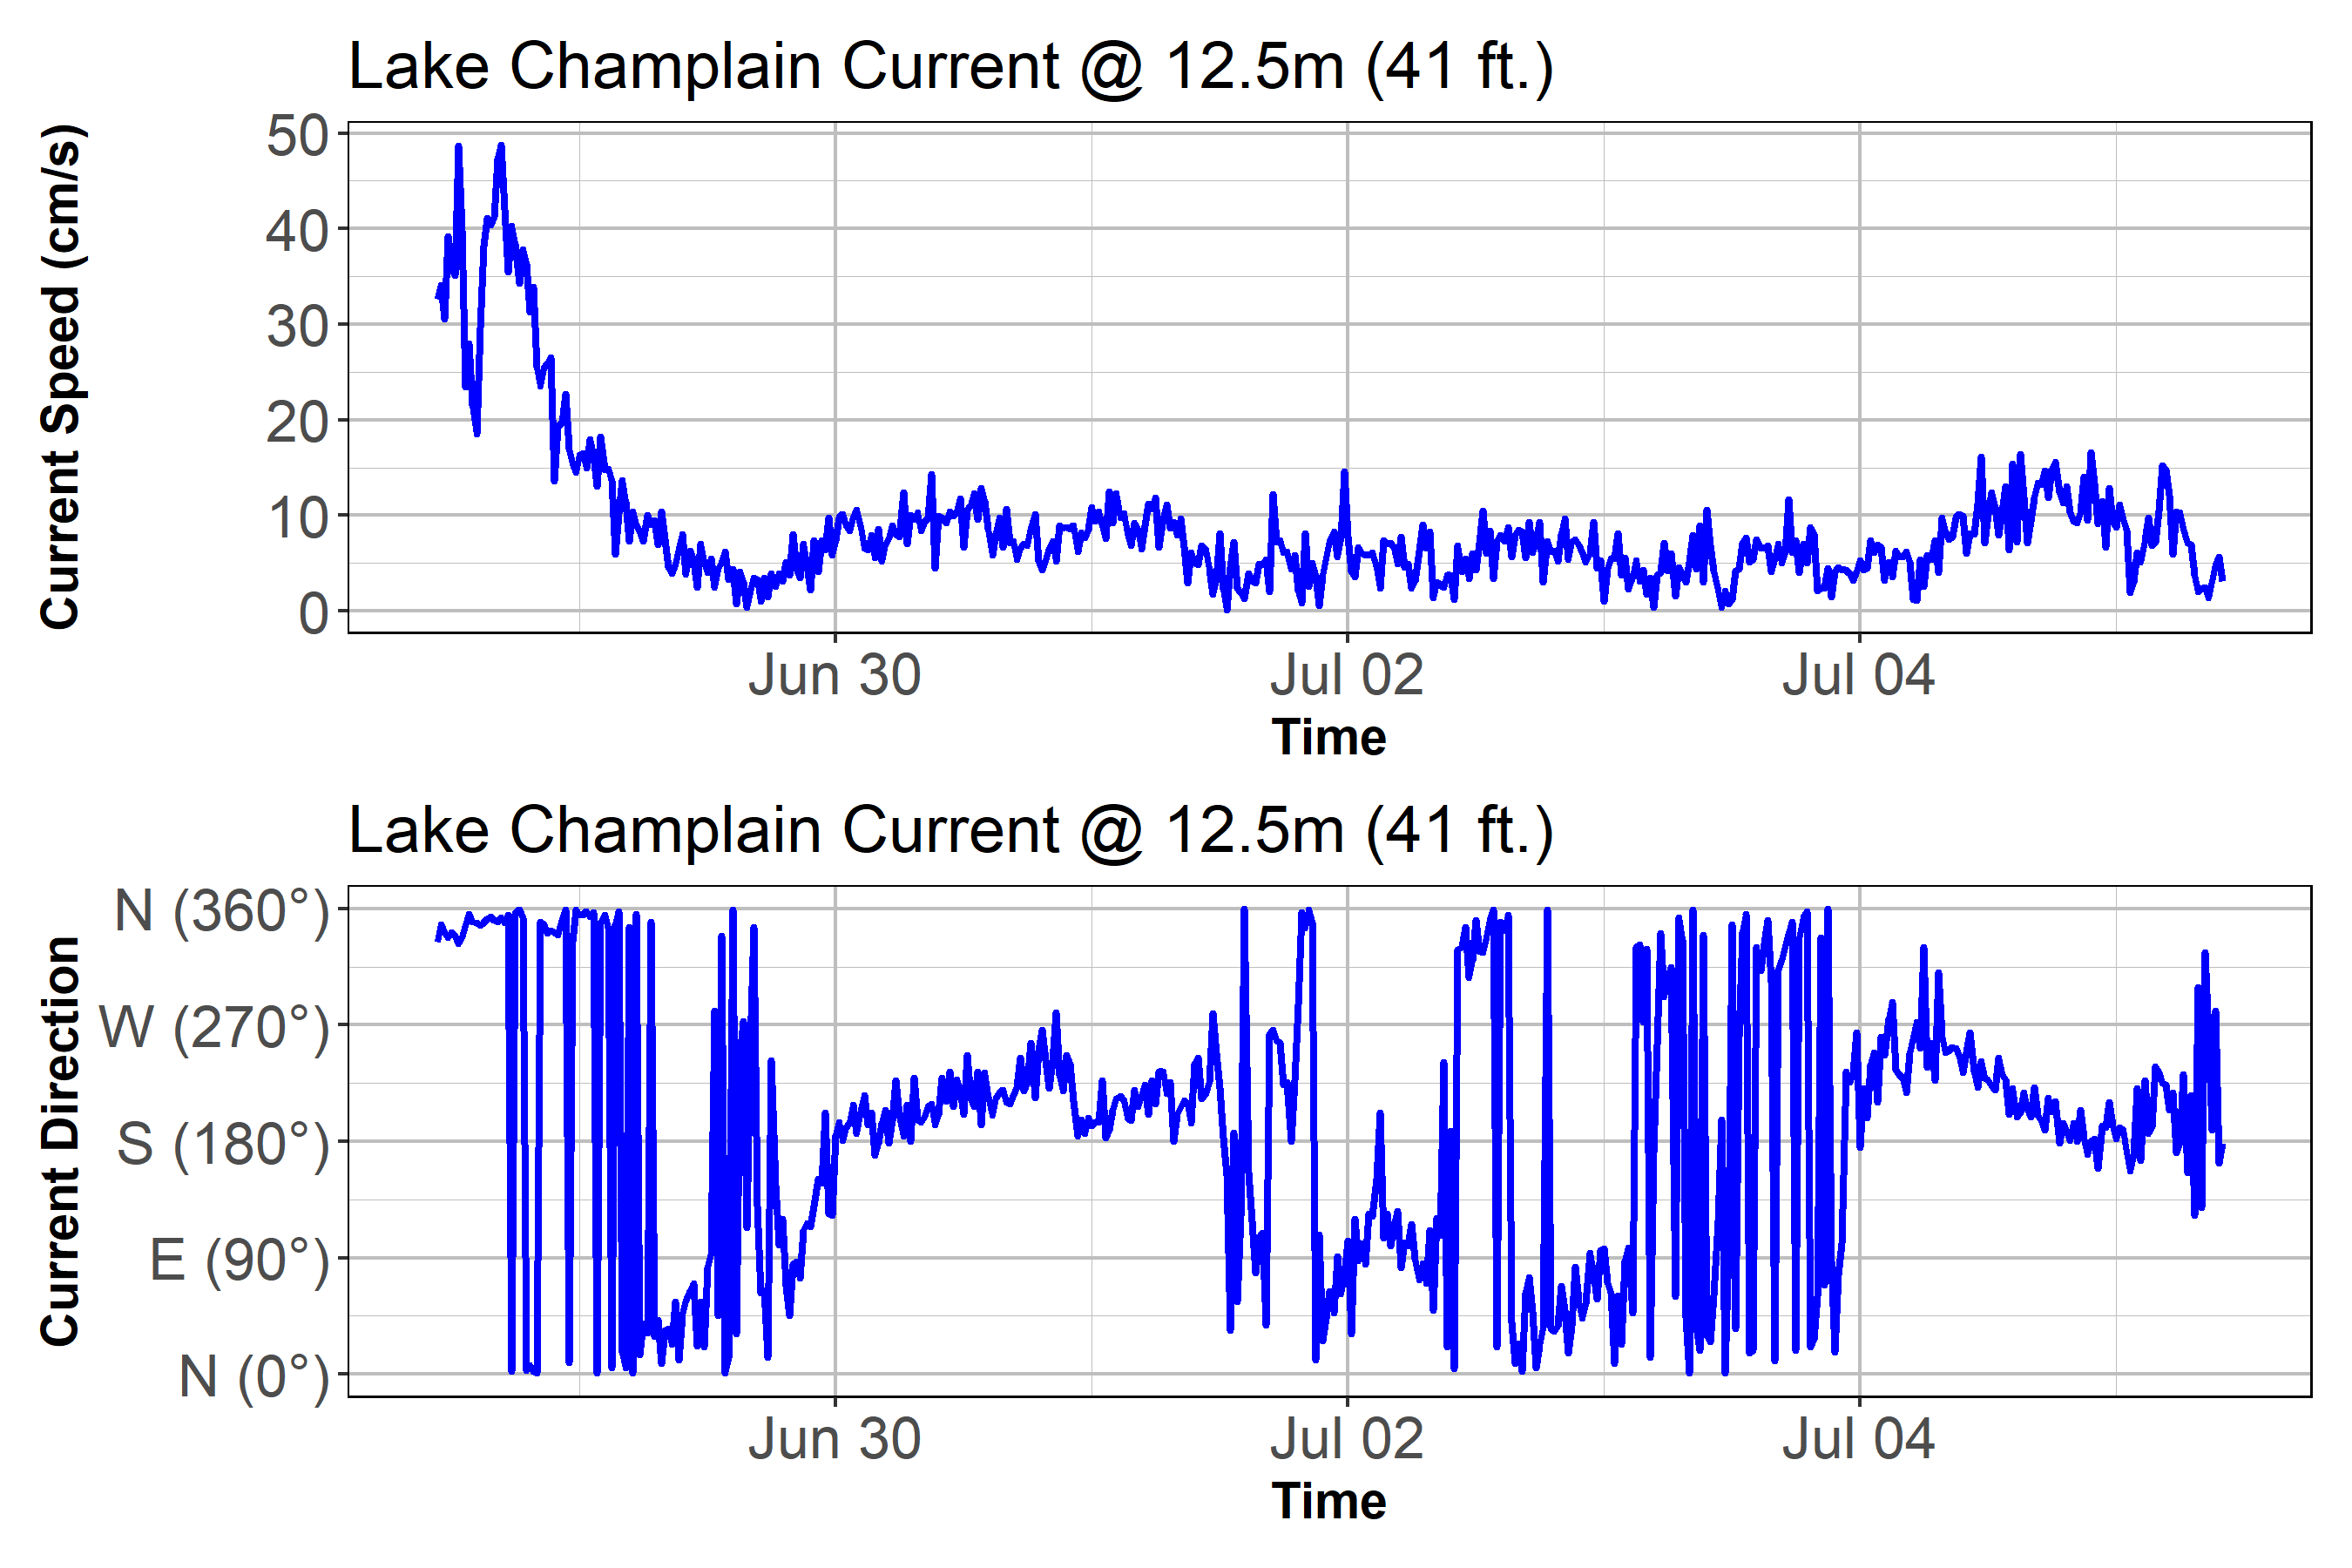 Lake Champlain Current @ 12.5m (41 ft.)
Current Speed (cm/s)
50
40
30
20
10
0
Jun 30 Jul 02 Jul 04
Time
Lake Champlain Current @ 12.5m (41 ft.)
Current Direction
N (360°)
W (270°)
S (180°)
E (90°)
N (0°)
Jun 30 Jul 02 Jul 04
Time